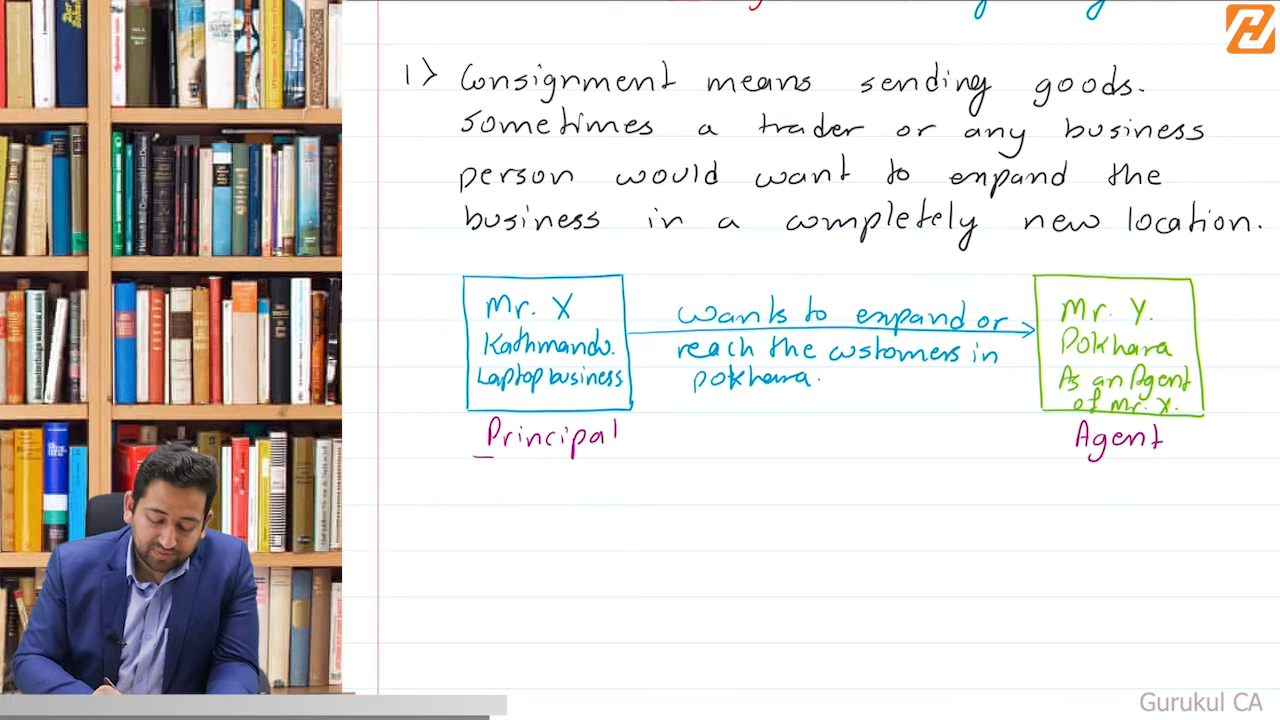 1> Consignment means sending goods.
Sometimes a trader or any business
person would want to expand the
business in a completely new location.
Mr. X
Kathmandu.
Laptop business
wants to expand or
reach the customers in
pokhara.
Mr. Y.
Pokhara
As an Agent
of Mr. X.
Principal
Agent
Gurukul CA